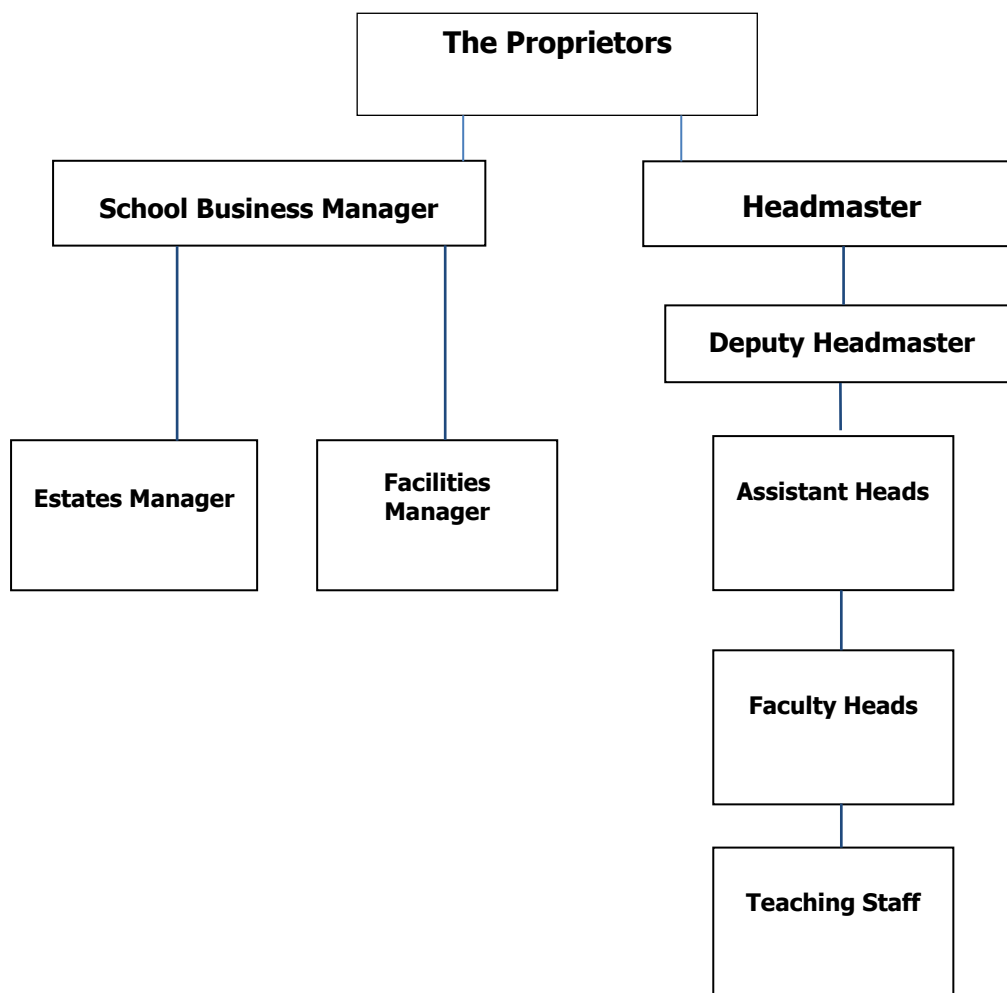 The Proprietors
School Business Manager
Headmaster
Deputy Headmaster
Estates Manager
Facilities
Manager
Assistant Heads
Faculty Heads
Teaching Staff